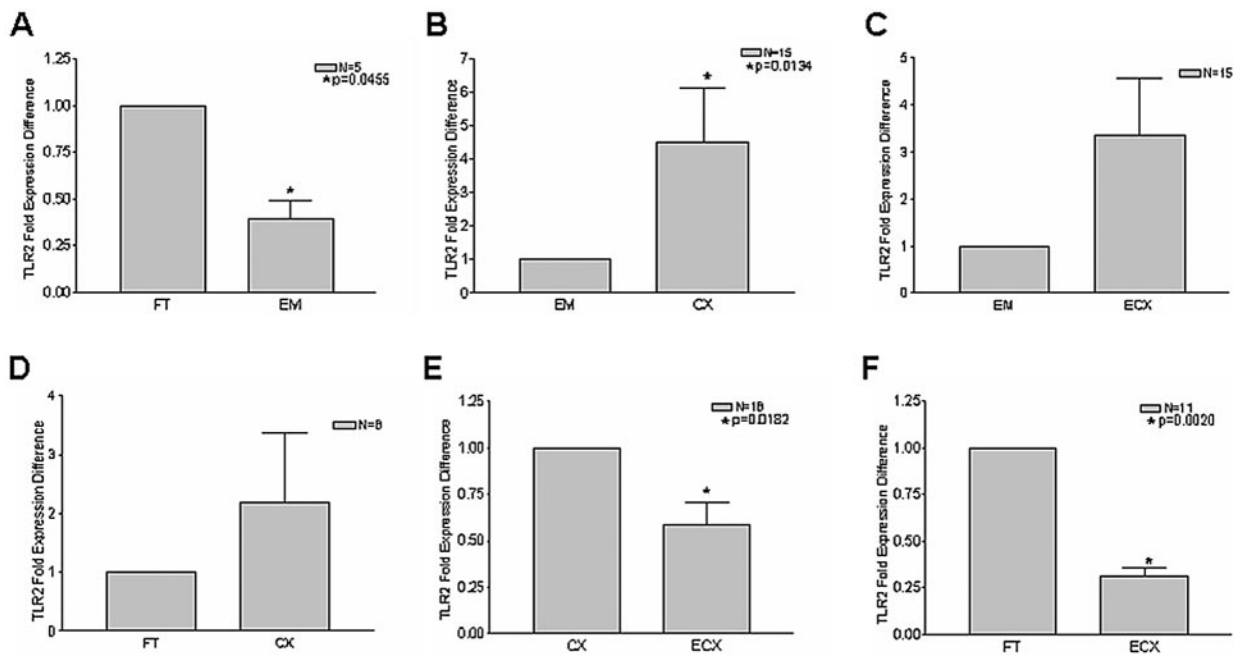 A
TLR2 Fold Expression Difference
1.25
1.00
0.75
0.50
0.25
0.00
N=5
*p=0.0455
*
FT EM
B
TLR2 Fold Expression Difference
7
6
5
4
3
2
1
0
N=15
*p=0.0134
*
EM CX
C
TLR2 Fold Expression Difference
5
4
3
2
1
0
N=15
EM ECX
D
TLR2 Fold Expression Difference
4
3
2
1
0
FT CX
E
TLR2 Fold Expression Difference
1.25
1.00
0.75
0.50
0.25
0.00
*p=0.0182
*
CX ECX
F
TLR2 Fold Expression Difference
1.25
1.00
0.75
0.50
0.25
0.00
N=11
*p=0.0020
*
FT ECX